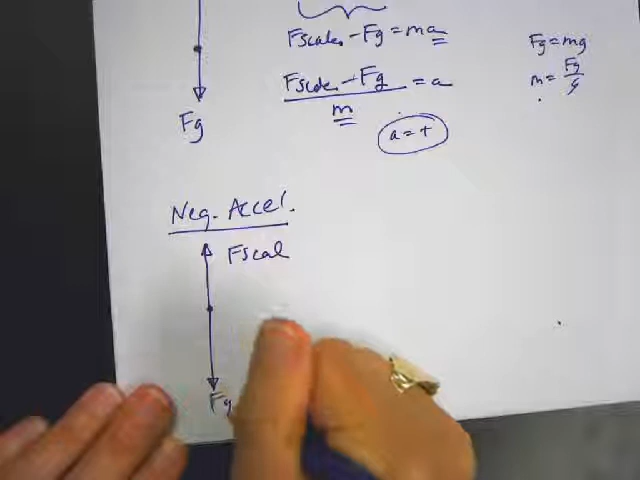 Fscale - Fg = ma
Fg = mg
Fscale - Fg = a
m
m = Fg
g
Fg
a = +
Neg. Accel.
Fscal
Fg